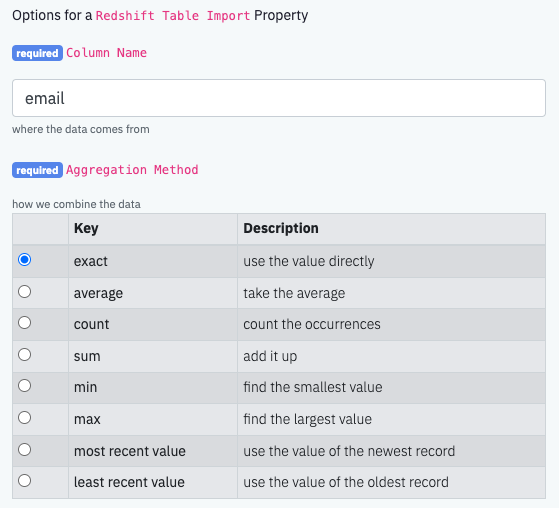 Options for a Redshift Table Import Property
required Column Name
email
where the data comes from
required Aggregation Method
how we combine the data
Key Description
exact use the value directly
average take the average
count count the occurrences
sum add it up
min find the smallest value
max find the largest value
most recent value use the value of the newest record
least recent value use the value of the oldest record